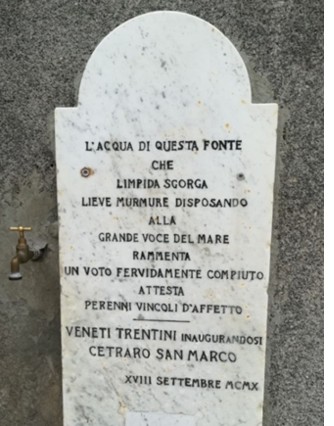 L'ACQUA DI QUESTA FONTE
CHE
LIMPIDA SGORGA
LIEVE MURMURE DISPOSANDO
ALLA
GRANDE VOCE DEL MARE
RAMMENTA
UN VOTO FERVIDAMENTE COMPIUTO
ATTESTA
PERENNI VINCOLI D'AFFETTO
VENETI TRENTINI INAUGURANDOSI
CETRARO SAN MARCO
XVIII SETTEMBRE MCMX